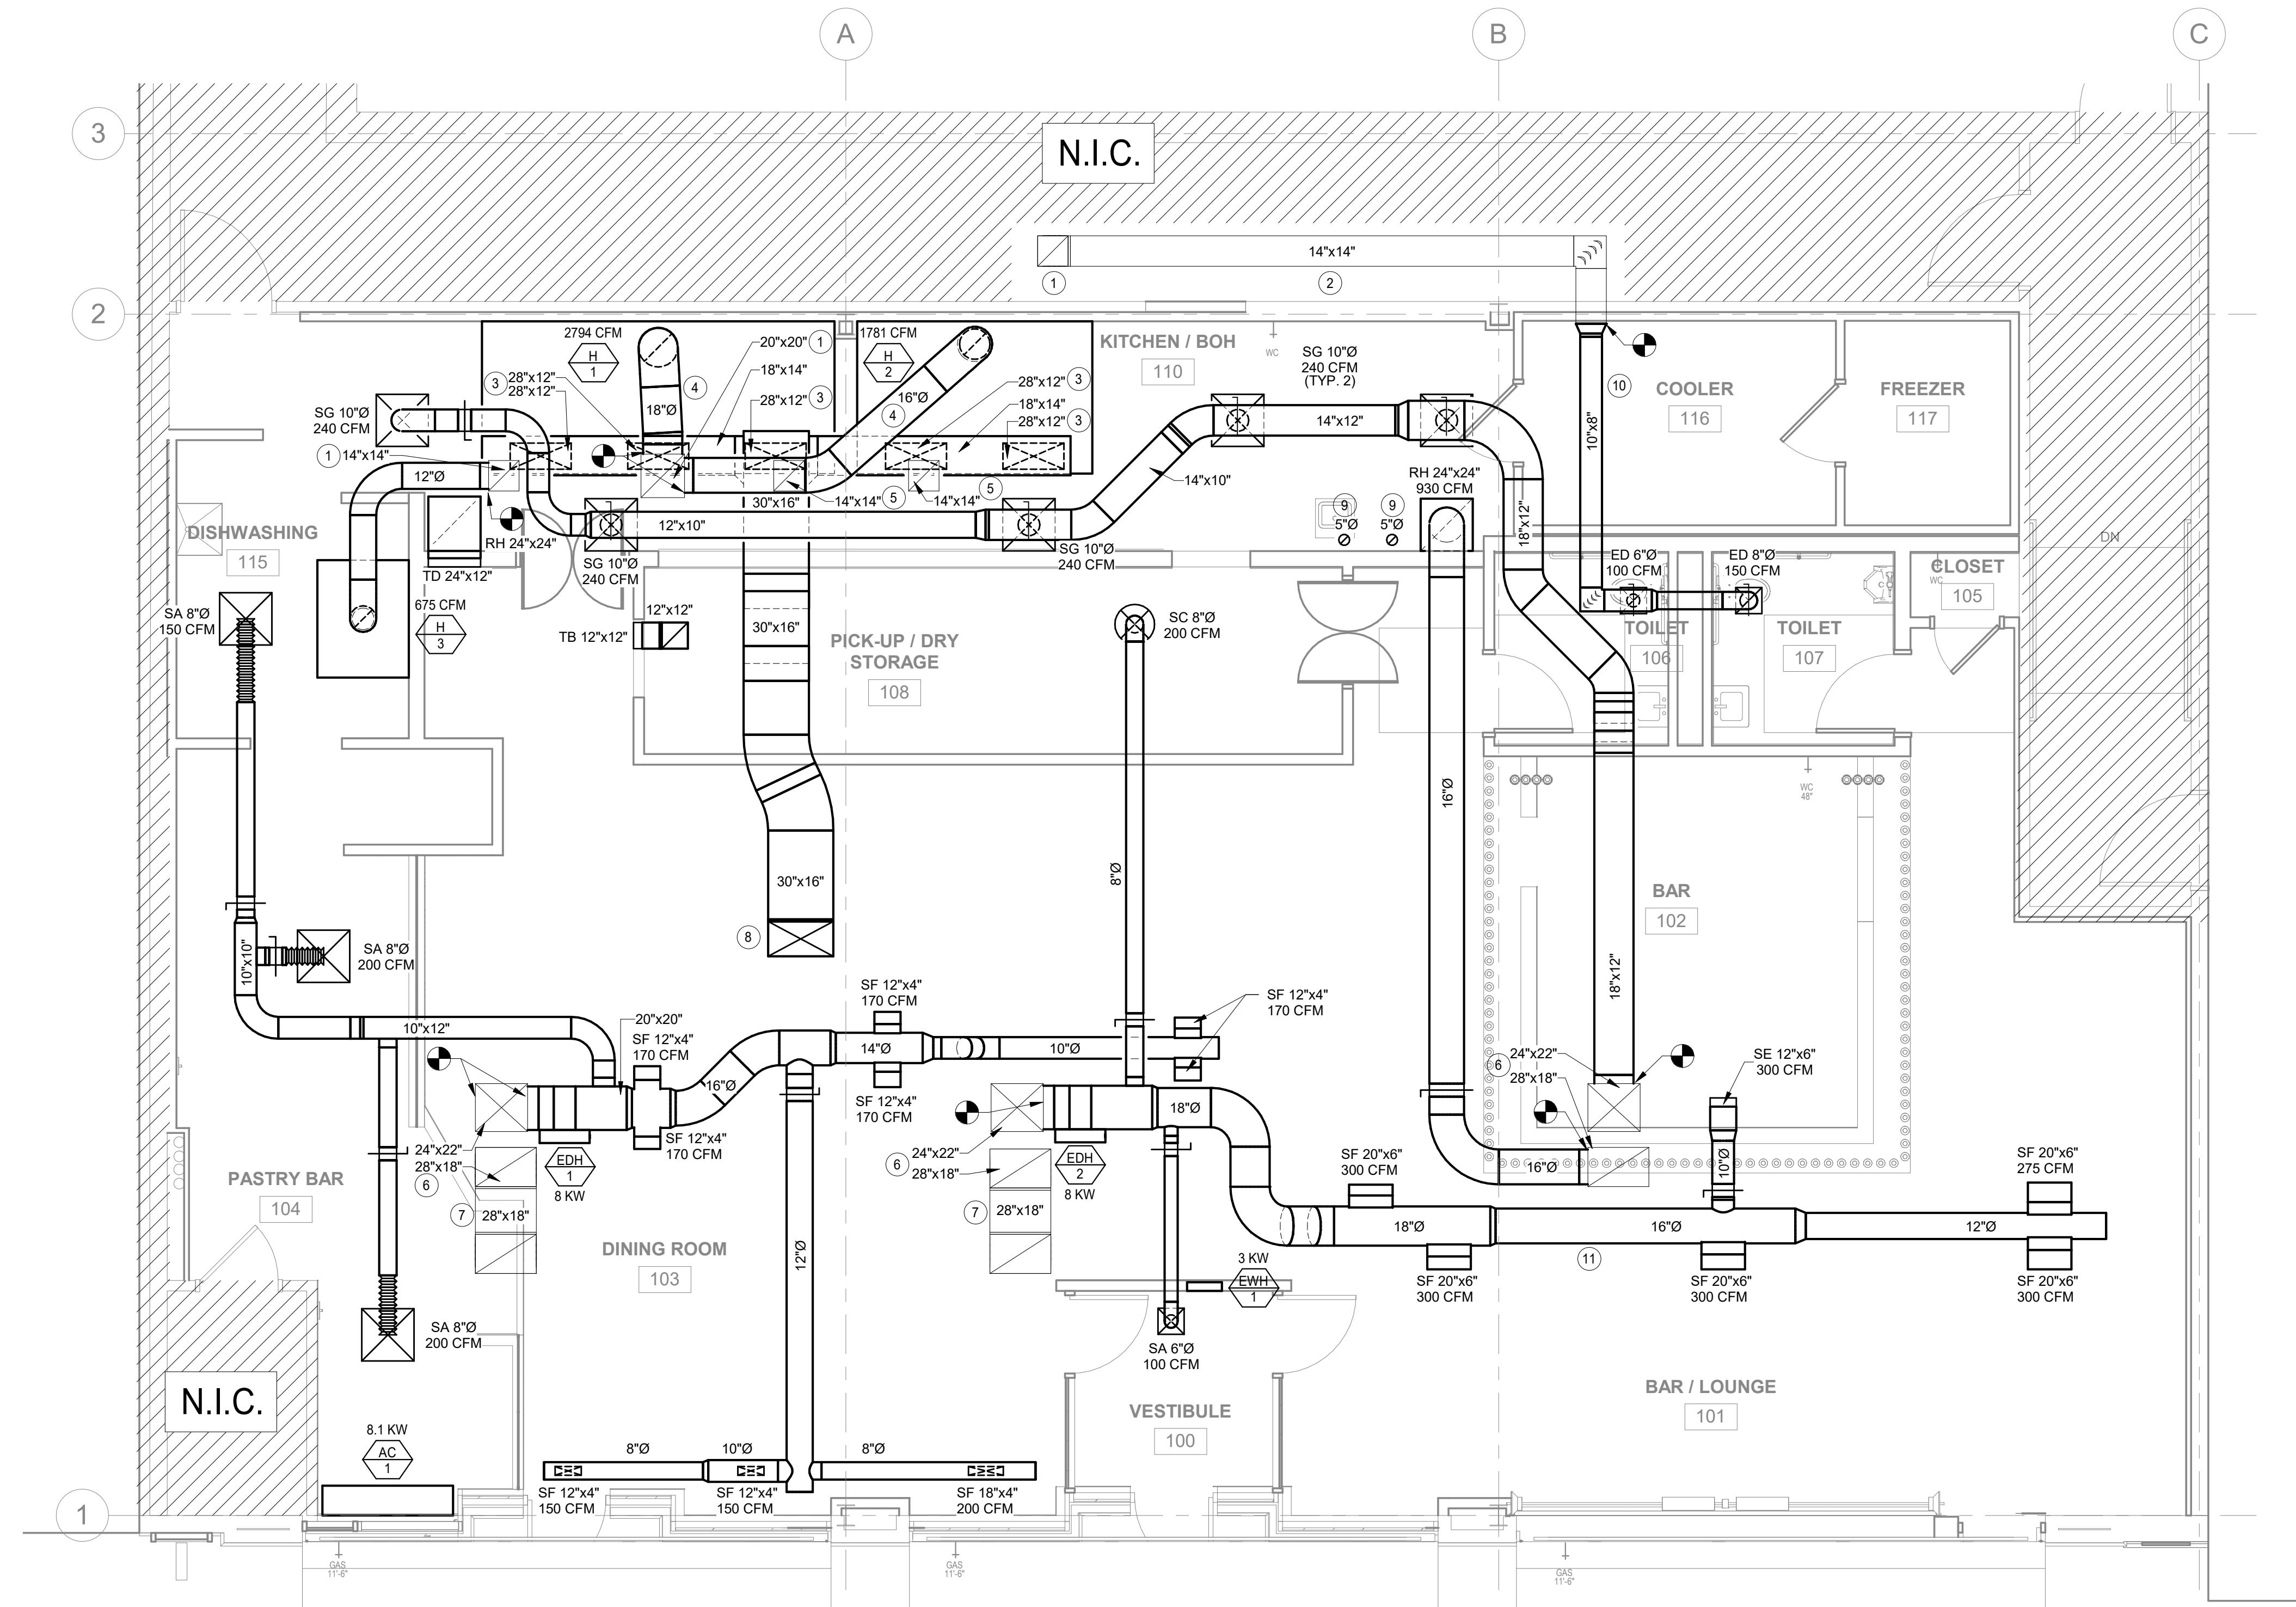 A
B
C
3
N.I.C.
14"x14"
1
2
2
2794 CFM
H
1
20"x20" 1
18"x14"
1781 CFM
H
2
KITCHEN / BOH
110
WC
SG 10"Ø
240 CFM
(TYP. 2)
10
COOLER
116
FREEZER
117
3 28"x12"
28"x12"
4
18"Ø
28"x12" 3
16"Ø
4
28"x12" 3
18"x14"
28"x12" 3
SG 10"Ø
240 CFM
14"x12"
10"x8"
1 14"x14"
12"Ø
30"x16"
14"x14" 5
14"x14" 5
14"x10"
RH 24"x24"
930 CFM
9
5"Ø
9
5"Ø
18"x12"
DISHWASHING
115
RH 24"x24"
12"x10"
TD 24"x12"
SG 10"Ø
240 CFM
SG 10"Ø
240 CFM
ED 6"Ø
100 CFM
ED 8"Ø
150 CFM
DN
WC
CLOSET
105
SA 8"Ø
150 CFM
675 CFM
H
3
12"x12"
TB 12"x12"
30"x16"
PICK-UP / DRY
STORAGE
108
SC 8"Ø
200 CFM
TOILET
106
TOILET
107
16"Ø
WC
48"
8"Ø
30"x16"
8
BAR
102
SA 8"Ø
200 CFM
10"x10"
18"x12"
SF 12"x4"
170 CFM
SF 12"x4"
170 CFM
10"x12"
20"x20"
SF 12"x4"
170 CFM
14"Ø
10"Ø
16"Ø
SF 12"x4"
170 CFM
18"Ø
6 24"x22"
28"x18"
SE 12"x6"
300 CFM
SF 12"x4"
170 CFM
24"x22"
28"x18"
6
EDH
1
8 KW
6 24"x22"
28"x18"
EDH
2
8 KW
SF 20"x6"
300 CFM
16"Ø
10"Ø
SF 20"x6"
275 CFM
PASTRY BAR
104
7 28"x18"
7 28"x18"
18"Ø
16"Ø
12"Ø
DINING ROOM
103
12"Ø
3 KW
EWH
1
11
SF 20"x6"
300 CFM
SF 20"x6"
300 CFM
SF 20"x6"
300 CFM
SA 8"Ø
200 CFM
SA 6"Ø
100 CFM
N.I.C.
BAR / LOUNGE
101
VESTIBULE
100
8.1 KW
AC
1
8"Ø
10"Ø
8"Ø
SF 12"x4"
150 CFM
SF 12"x4"
150 CFM
SF 18"x4"
200 CFM
1
GAS
11'-6"
GAS
11'-6"
GAS
11'-6"